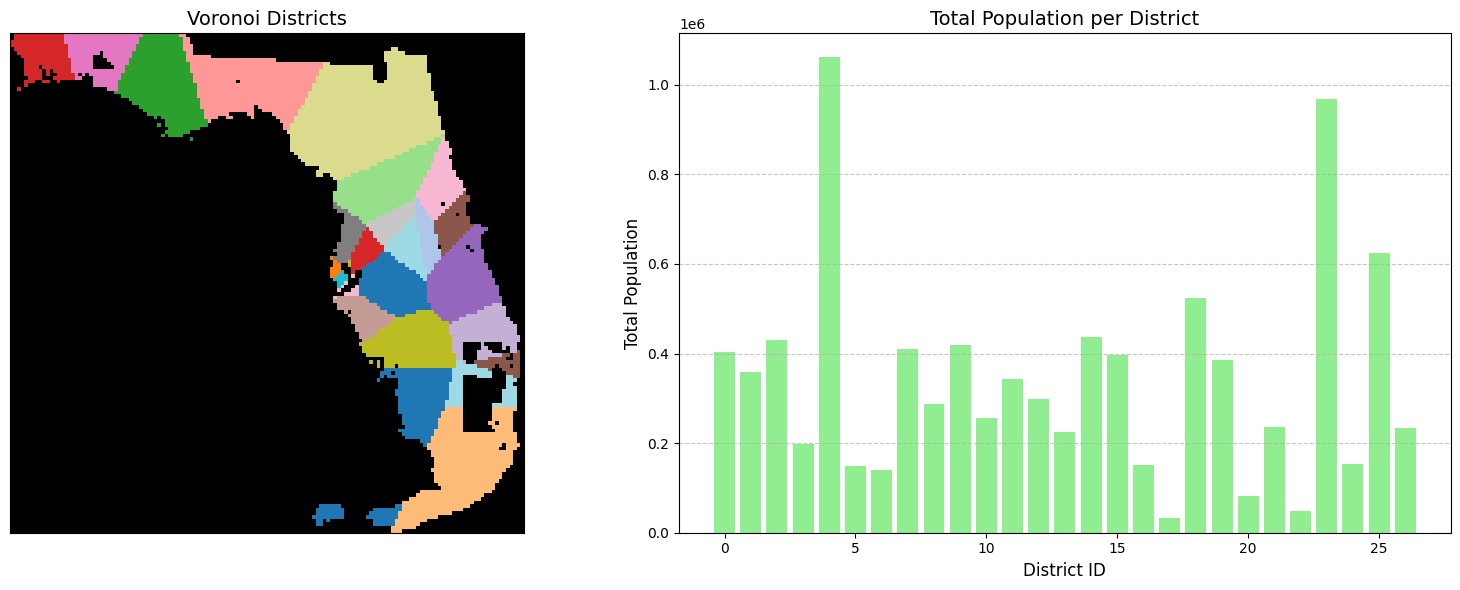 Voronoi Districts
Total Population per District
1e6
1.0
0.8
0.6
0.4
0.2
0.0
Total Population
0 5 10 15 20 25
District ID